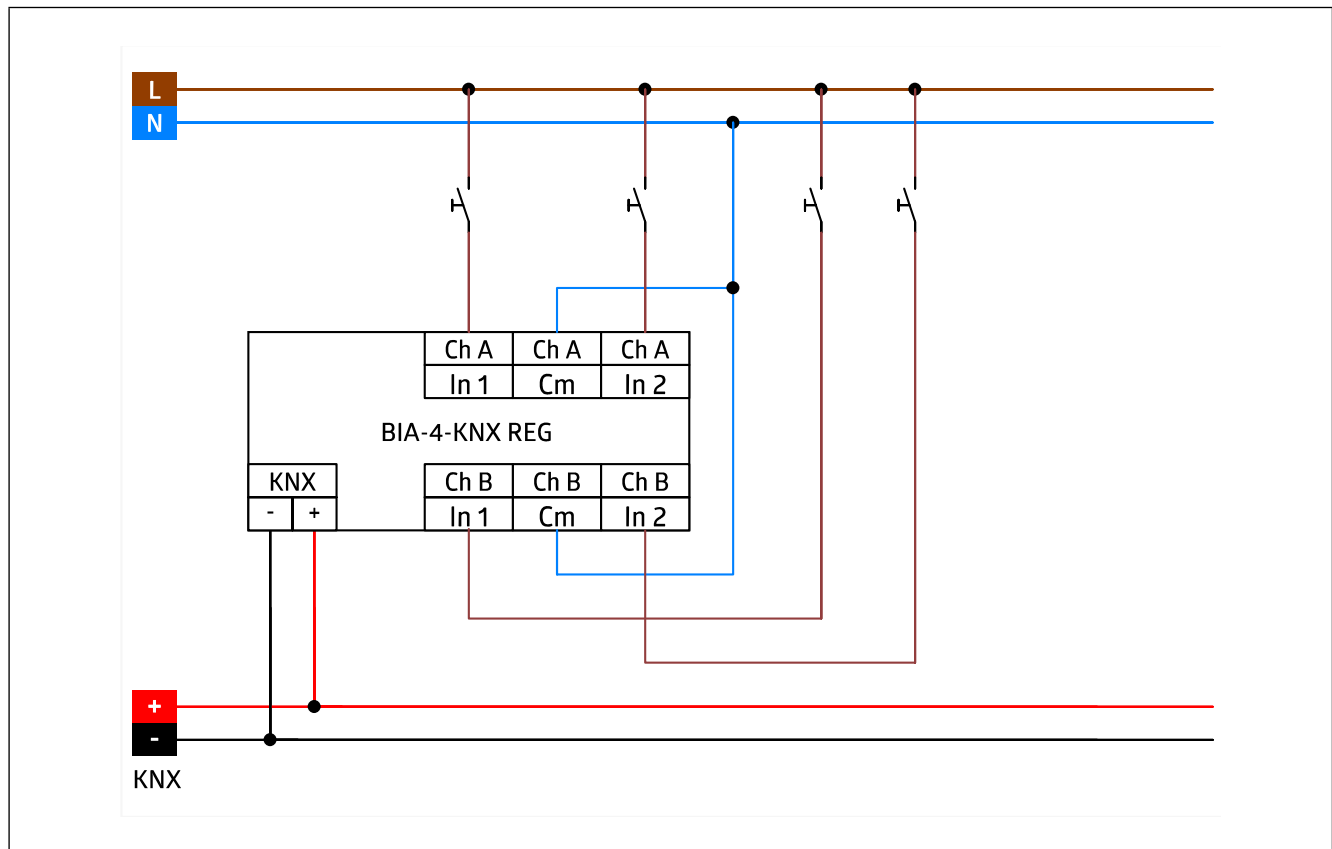 L
N
Ch A Ch A Ch A
In 1 Cm In 2
BIA-4-KNX REG
KNX Ch B Ch B Ch B
- + In 1 Cm In 2
+
-
KNX